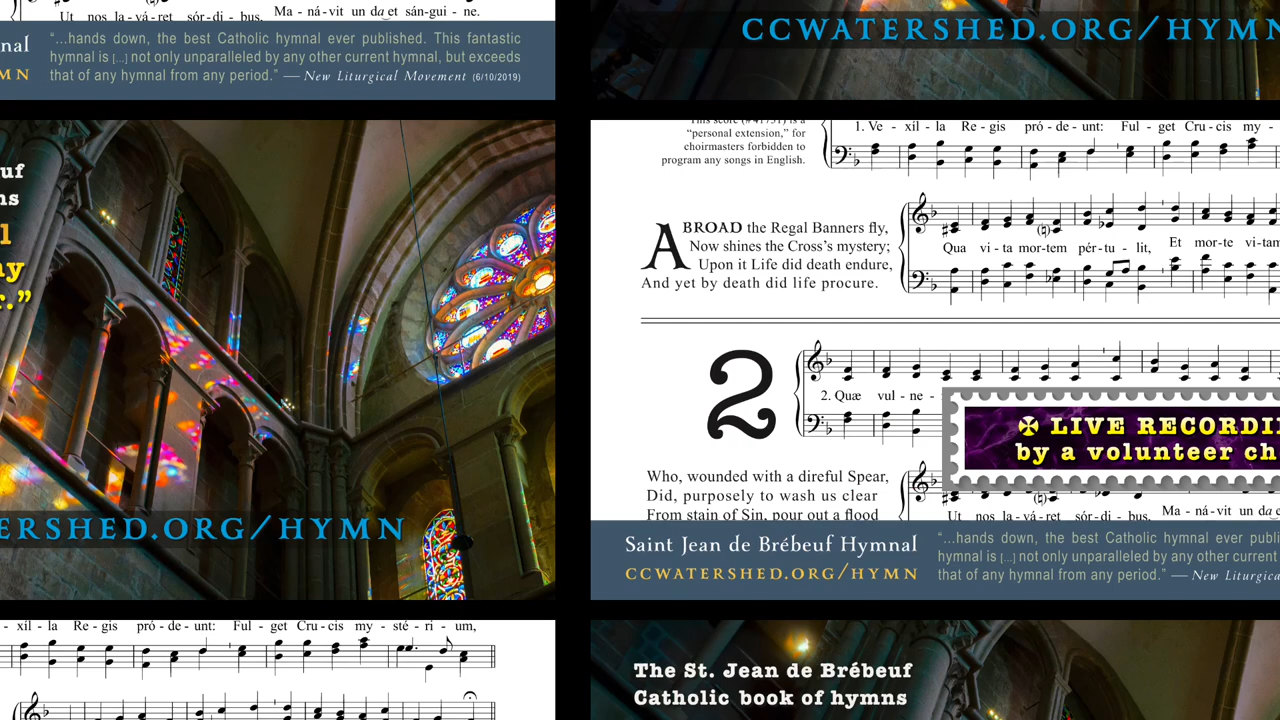 Ut nos la - vá - ret sór - di - bus, Ma - ná - vit un da et sán - gui - ne.
nal
MN
“...hands down, the best Catholic hymnal ever published. This fantastic
hymnal is [...] not only unparalleled by any other current hymnal, but exceeds
that of any hymnal from any period.” — New Liturgical Movement (6/10/2019)
CCWATERSHED.ORG/HYMN
uf
ns
l
ay
r.”
ERSHED.ORG/HYMN
This score (#41751) is a
“personal extension,” for
choirmasters forbidden to
program any songs in English.
1. Ve - xil - la Re - gis pró - de - unt: Ful - get Cru - cis my -
Qua vi - ta mor - tem pér - tu - lit, Et mor - te vi - tam
ABROAD the Regal Banners fly,
Now shines the Cross’s mystery;
Upon it Life did death endure,
And yet by death did life procure.
2
2. Quæ vul - ne -
✠ LIVE RECORDI
by a volunteer ch
Who, wounded with a direful Spear,
Did, purposely to wash us clear
From stain of Sin, pour out a flood
Ut nos la - vá - ret sór - di - bus, Ma - ná - vit un da e
Saint Jean de Brébeuf Hymnal
CCWATERSHED.ORG/HYMN
“...hands down, the best Catholic hymnal ever publi
hymnal is [...] not only unparalleled by any other current
that of any hymnal from any period.” — New Liturgica
- xil - la Re - gis pró - de - unt: Ful - get Cru - cis my - sté - ri - um,
The St. Jean de Brébeuf
Catholic book of hymns